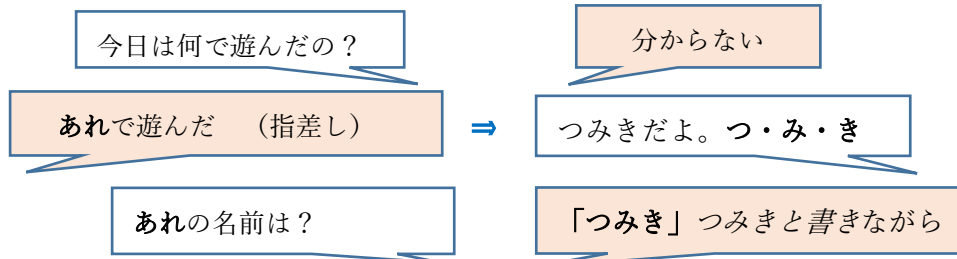 今日は何で遊んだの？
あれで遊んだ　（指差し）
あれの名前は？
⇒
分からない
つみきだよ。つ・み・き
「つみき」つみきと書きながら